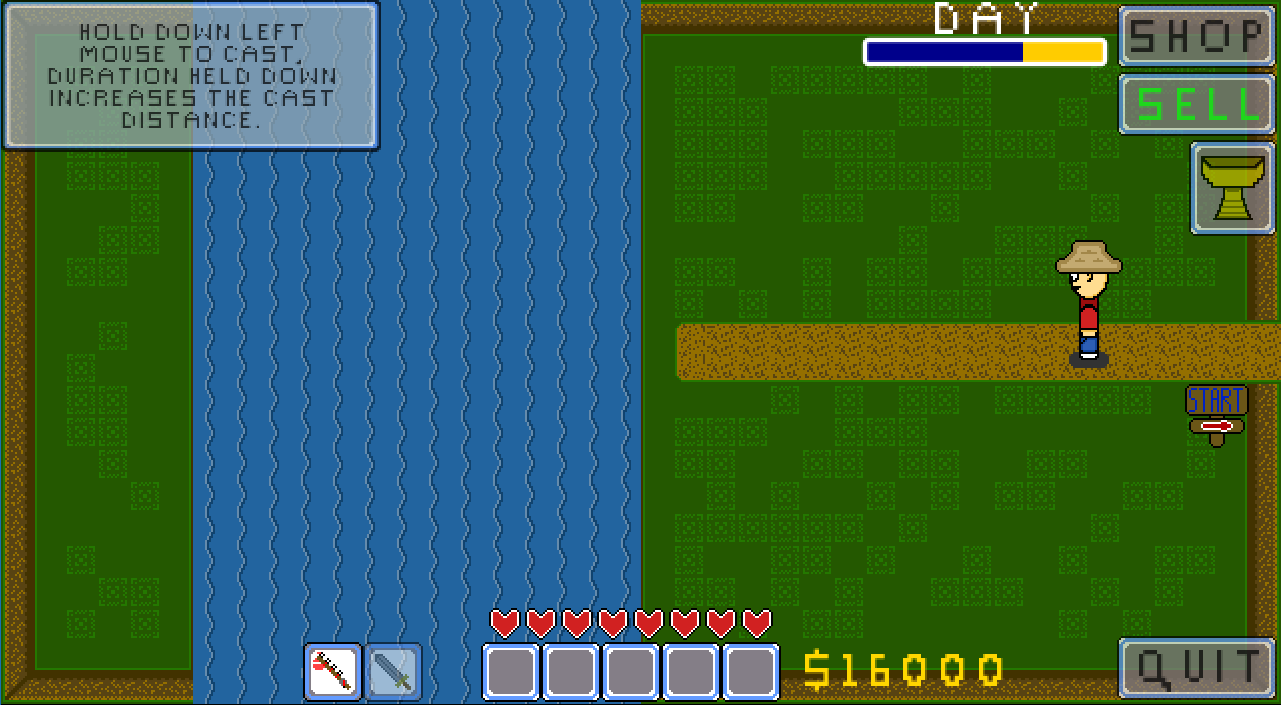 HOLD DOWN LEFT
MOUSE TO CAST,
DURATION HELD DOWN
INCREASES THE CAST
DISTANCE.
DAY
SHOP
SELL
START
$16000
QUIT